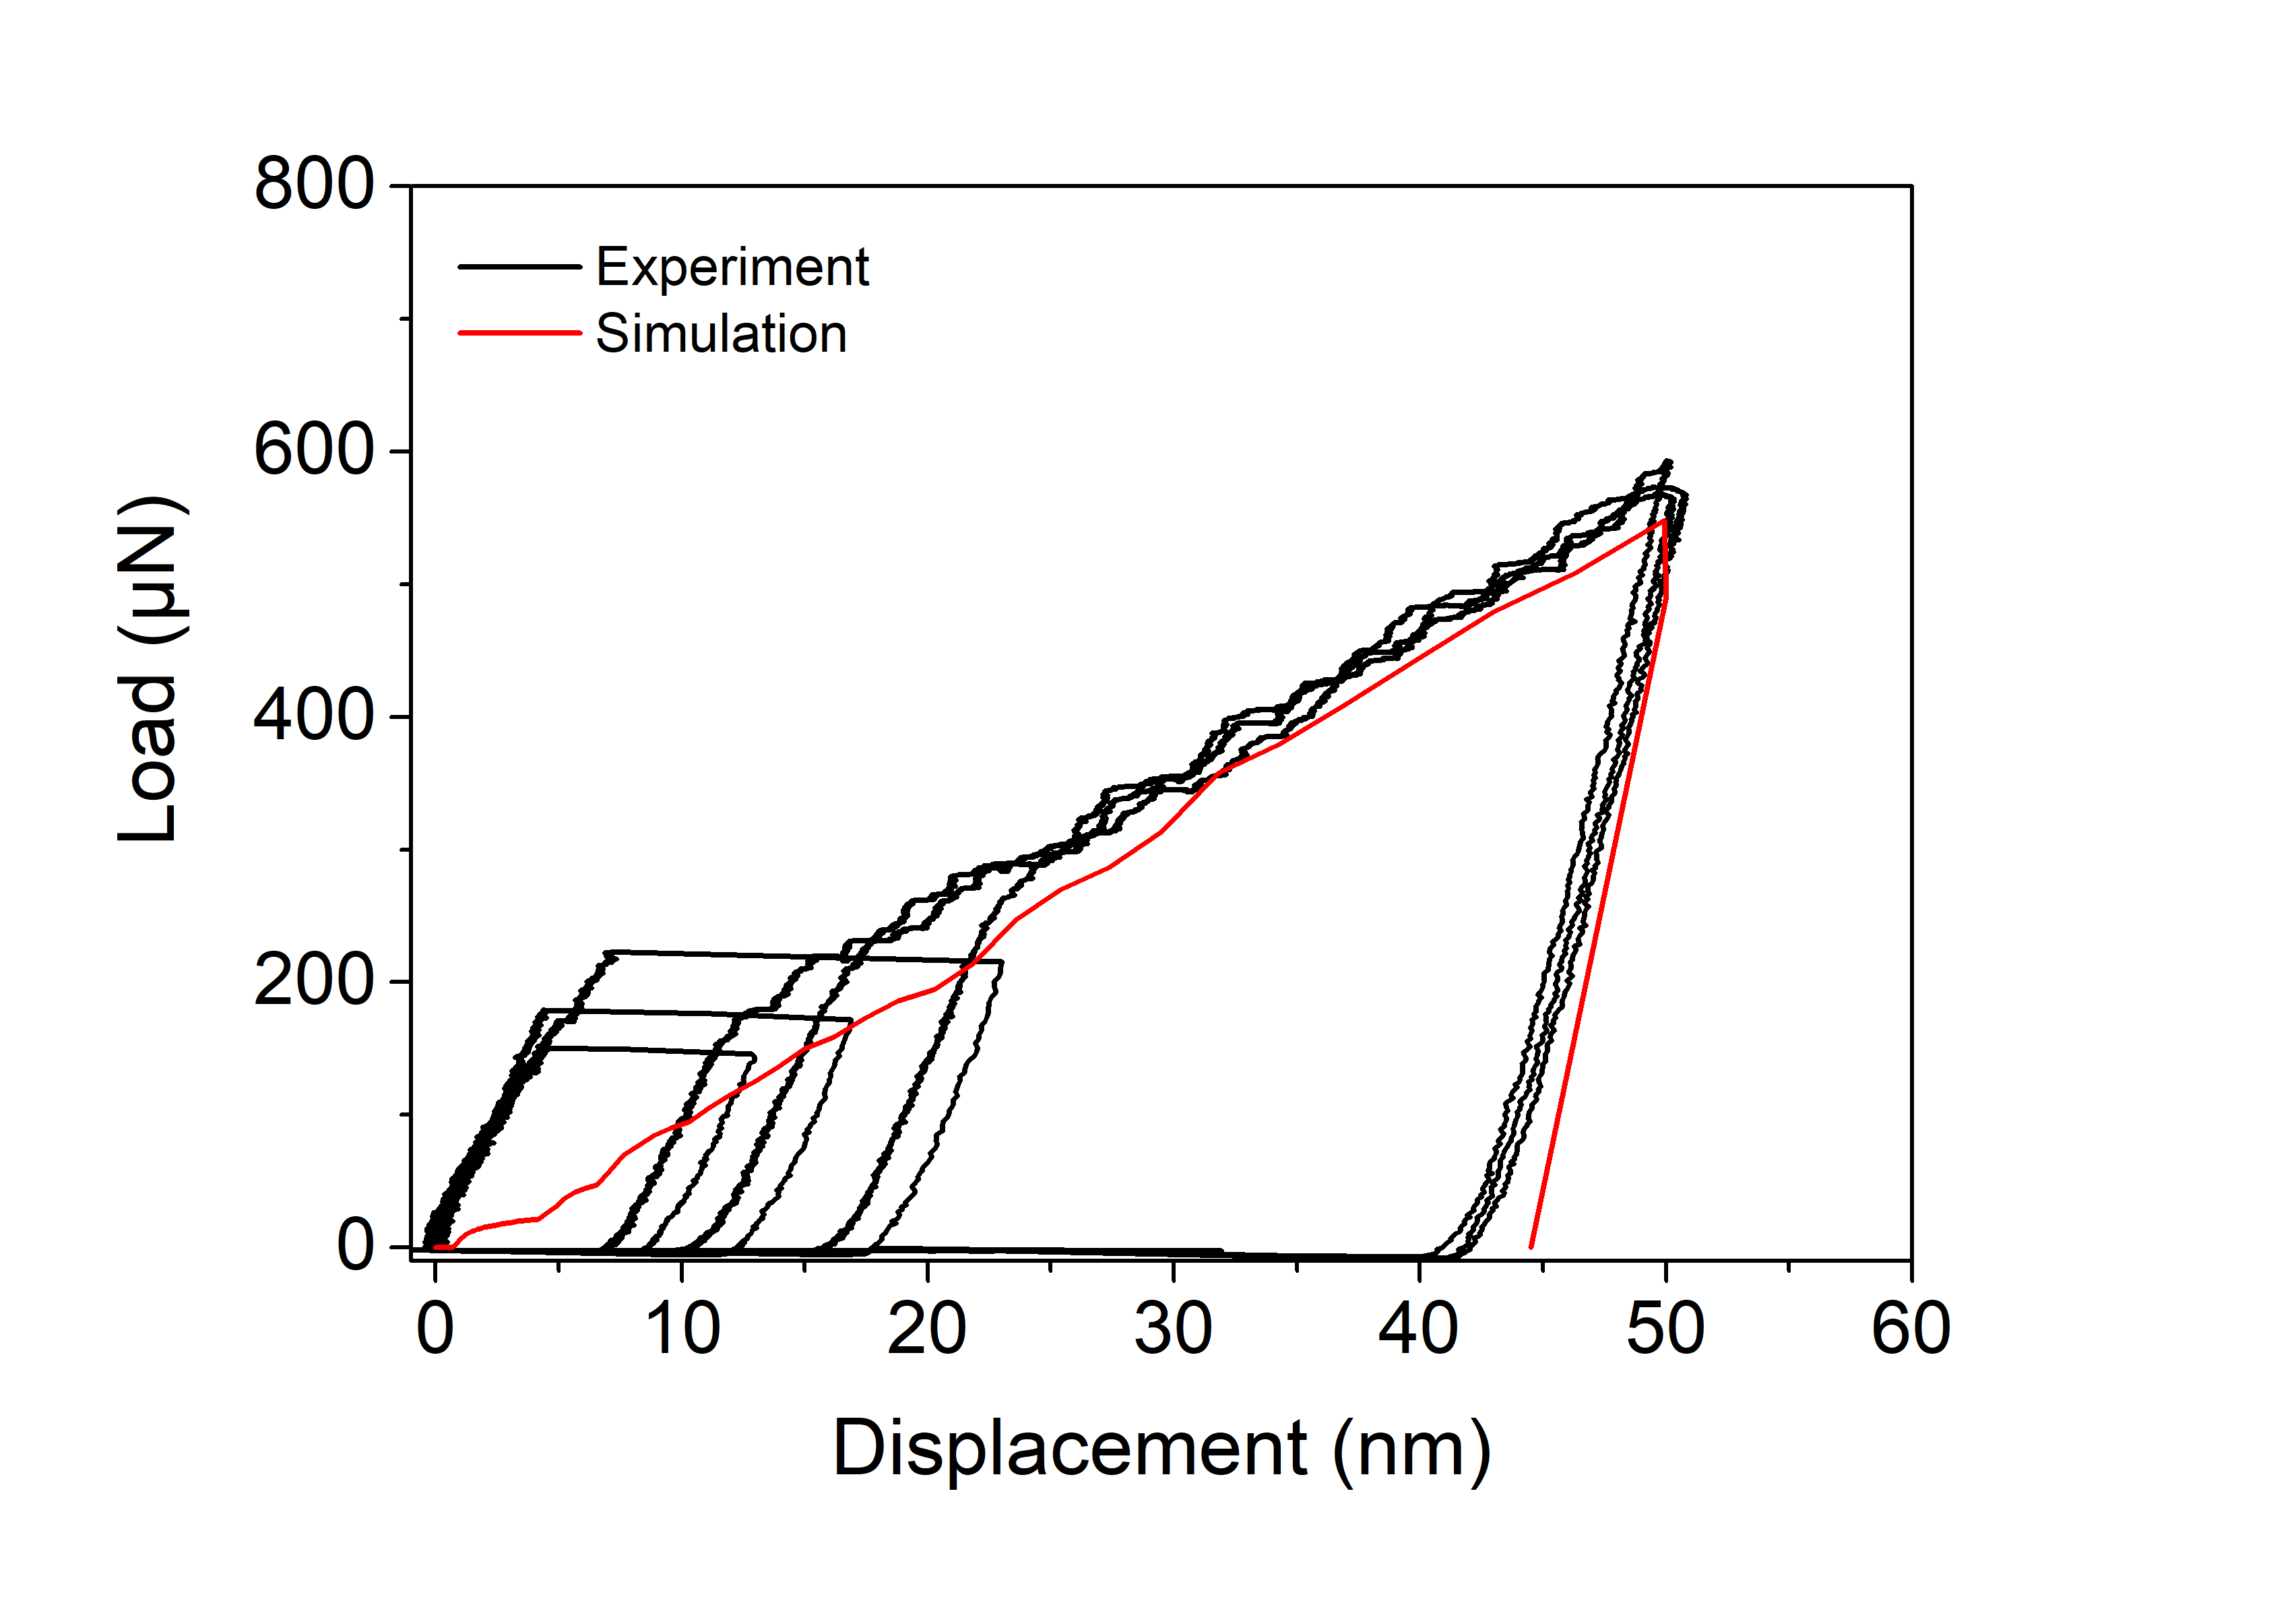 800
600
400
200
0
Load (μN)
Experiment
Simulation
0 10 20 30 40 50 60
Displacement (nm)